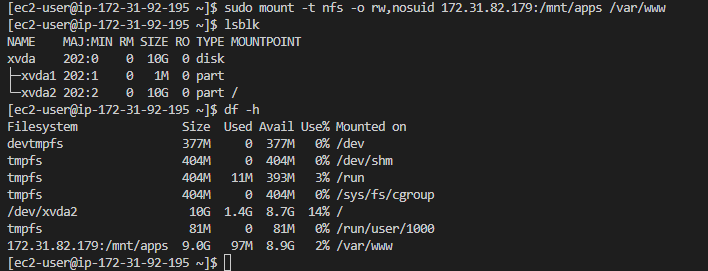 [ec2-user@ip-172-31-92-195 ~]$ sudo mount -t nfs -o rw,nosuid 172.31.82.179:/mnt/apps /var/www
[ec2-user@ip-172-31-92-195 ~]$ lsblk
NAME    MAJ:MIN RM SIZE RO TYPE MOUNTPOINT
xvda    202:0    0  10G  0 disk
├─xvda1 202:1    0   1M  0 part
└─xvda2 202:2    0  10G  0 part /
[ec2-user@ip-172-31-92-195 ~]$ df -h
Filesystem               Size  Used Avail Use% Mounted on
devtmpfs                 377M     0  377M   0% /dev
tmpfs                    404M     0  404M   0% /dev/shm
tmpfs                    404M   11M  393M   3% /run
tmpfs                    404M     0  404M   0% /sys/fs/cgroup
/dev/xvda2                10G  1.4G  8.7G  14% /
tmpfs                     81M     0   81M   0% /run/user/1000
172.31.82.179:/mnt/apps  9.0G   97M  8.9G   2% /var/www
[ec2-user@ip-172-31-92-195 ~]$